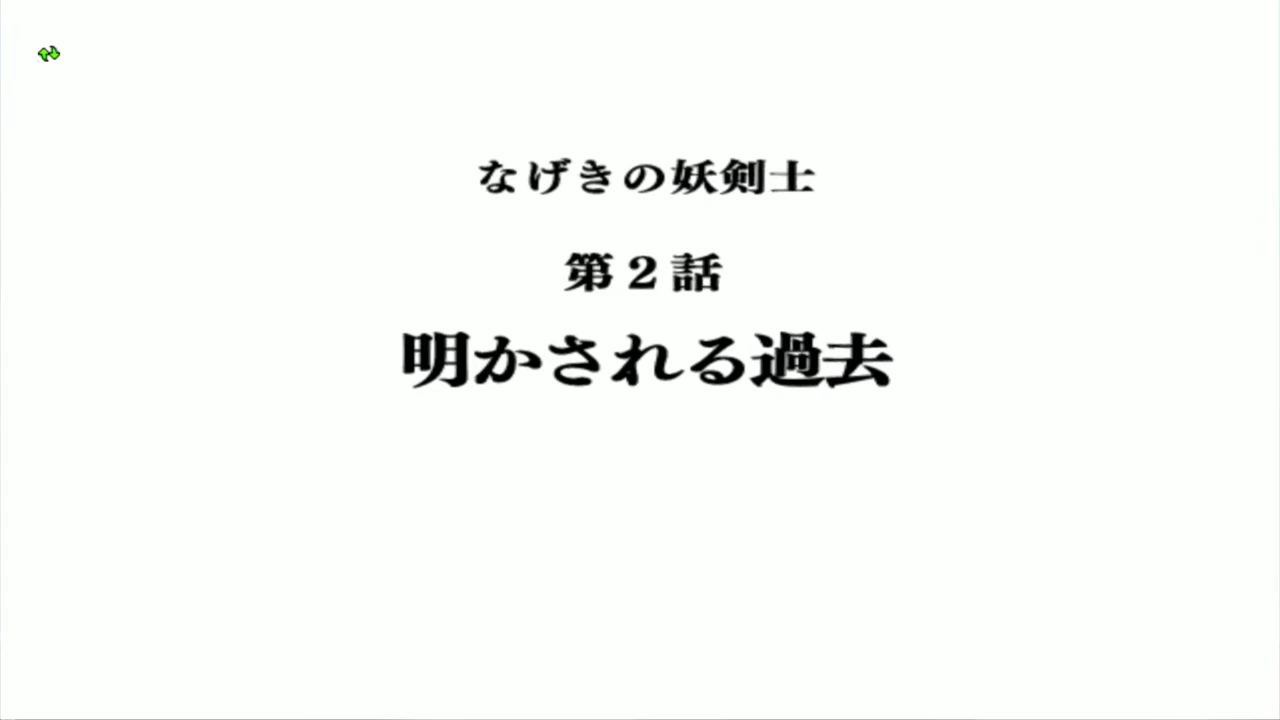 なげきの妖剣士
第２話
明かされる過去